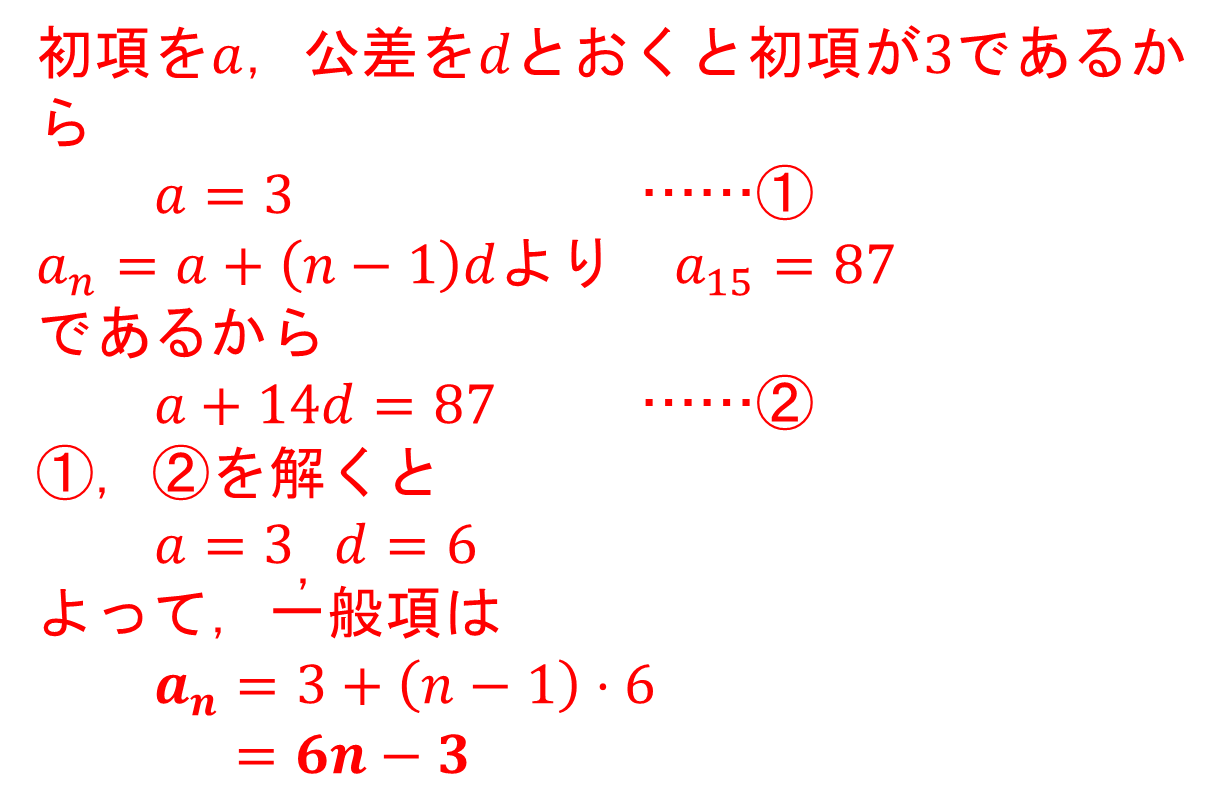 初項をa, 公差をdとおくと初項が3であるか
ら
a = 3 ……①
aₙ = a + (n − 1)dより a₁₅ = 87
であるから
a + 14d = 87 ……②
①, ②を解くと
a = 3, d = 6
よって, 一般項は
aₙ = 3 + (n − 1) · 6
= 6n − 3